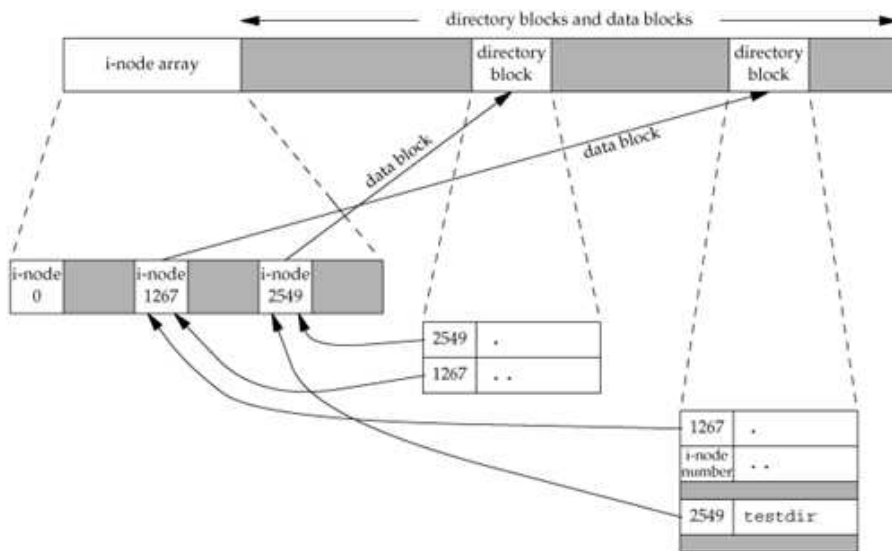 directory blocks and data blocks
i-node array
directory
block
directory
block
data block
data block
i-node
0
i-node
1267
i-node
2549
2549 .
1267 . .
1267 .
i-node
number . .
2549 testdir